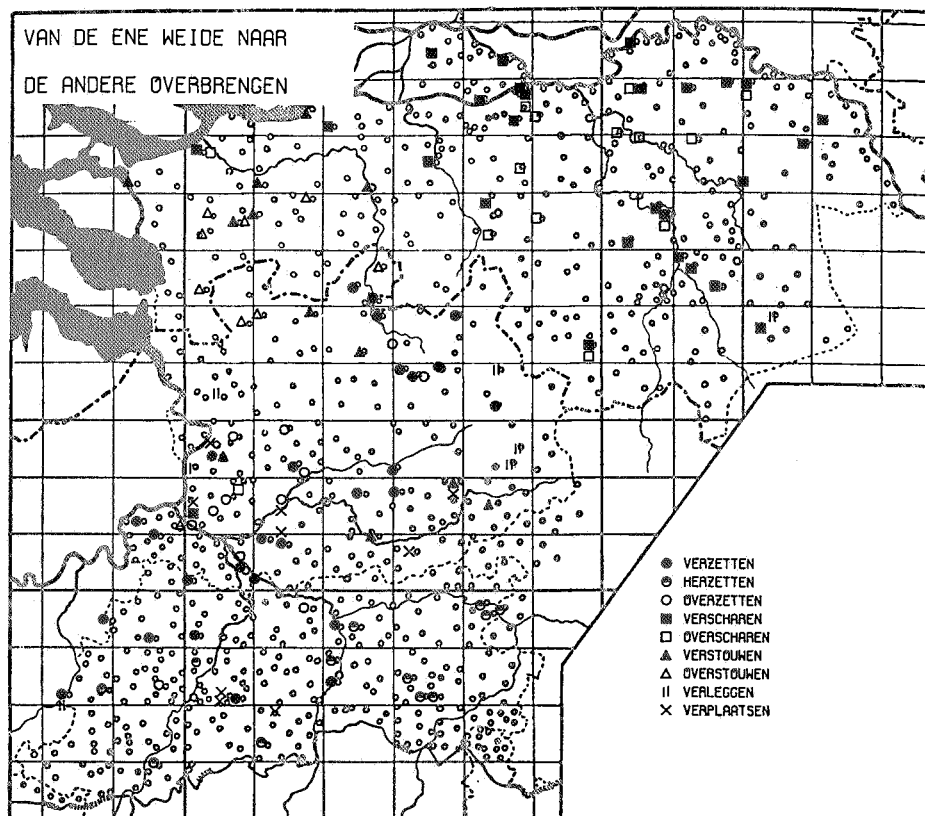 VAN DE ENE WEIDE NAAR
DE ANDERE OVERBRENGEN
VERZETTEN
HERZETTEN
OVERZETTEN
VERSCHAREN
OVERSCHAREN
VERSTOUWEN
OVERSTOUWEN
VERLEGGEN
VERPLAATSEN